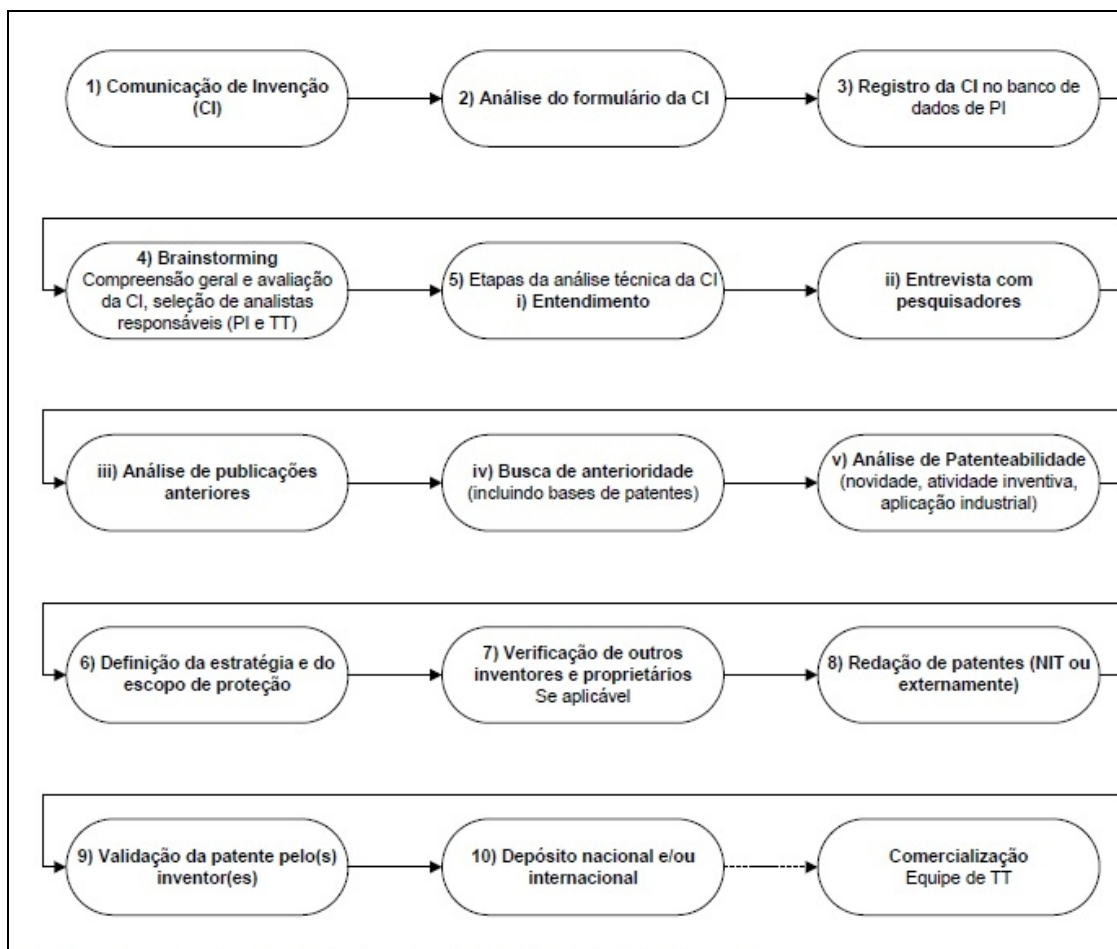 1) Comunicação de Invenção
(CI)
2) Análise do formulário da CI
3) Registro da CI no banco de
dados de PI
4) Brainstorming
Compreensão geral e avaliação
da CI, seleção de analistas
responsáveis (PI e TT)
5) Etapas da análise técnica da CI
i) Entendimento
ii) Entrevista com
pesquisadores
iii) Análise de publicações
anteriores
iv) Busca de anterioridade
(incluindo bases de patentes)
v) Análise de Patenteabilidade
(novidade, atividade inventiva,
aplicação industrial)
6) Definição da estratégia e do
escopo de proteção
7) Verificação de outros
inventores e proprietários
Se aplicável
8) Redação de patentes (NIT ou
externamente)
9) Validação da patente pelo(s)
inventor(es)
10) Depósito nacional e/ou
internacional
Comercialização
Equipe de TT